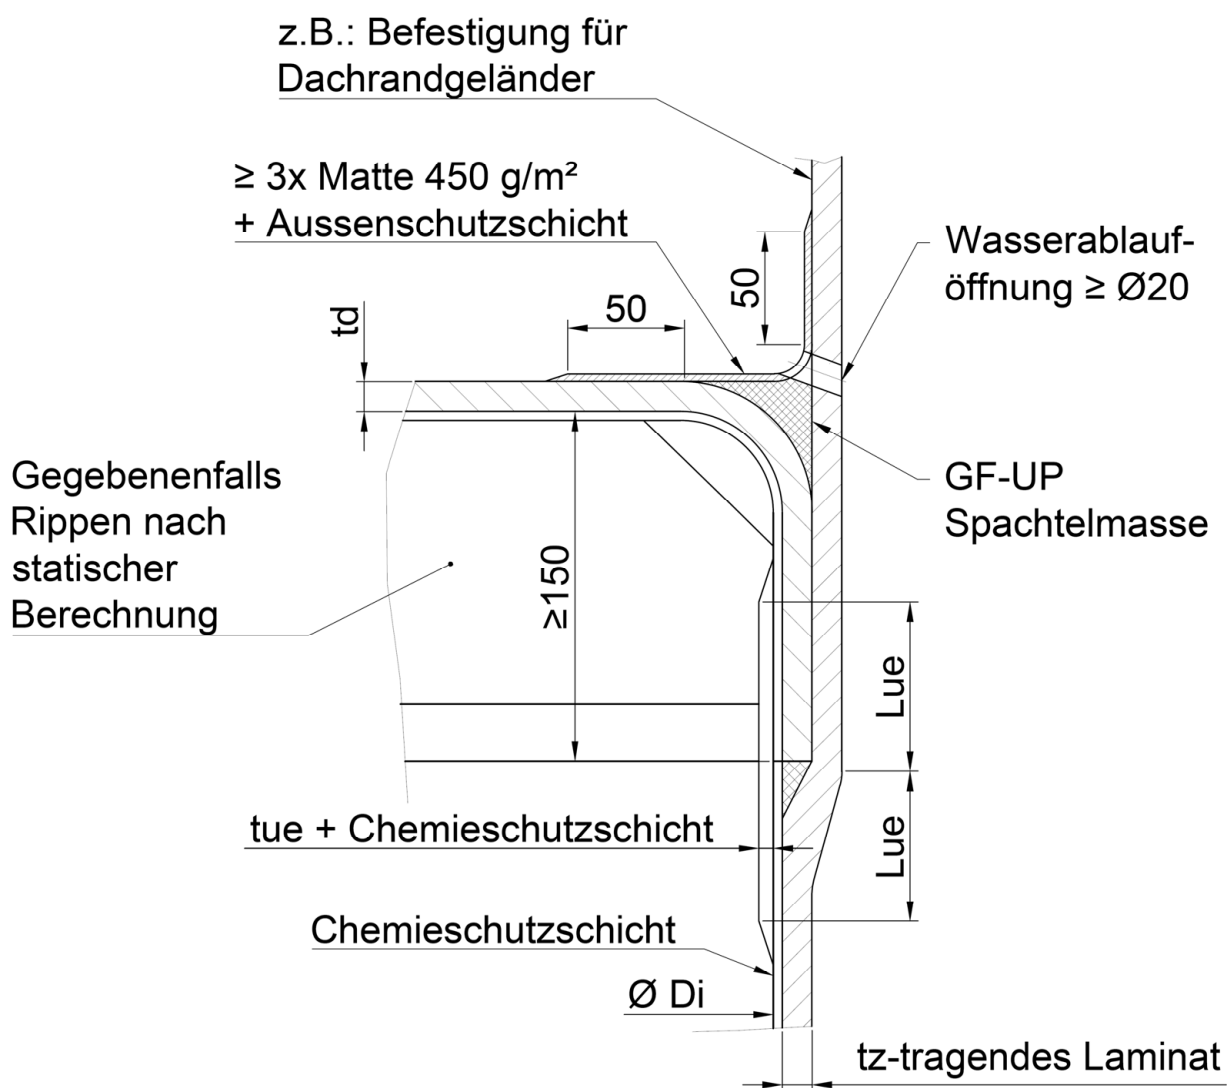 z.B.: Befestigung für
Dachrandgeländer
≥ 3x Matte 450 g/m²
+ Aussenschutzschicht
Wasserablauf-
öffnung ≥ Ø20
50
50
td
GF-UP
Spachtelmasse
Gegebenenfalls
Rippen nach
statischer
Berechnung
≥150
Lue
tue + Chemieschutzschicht
Lue
Chemieschutzschicht
Ø Di
tz-tragendes Laminat